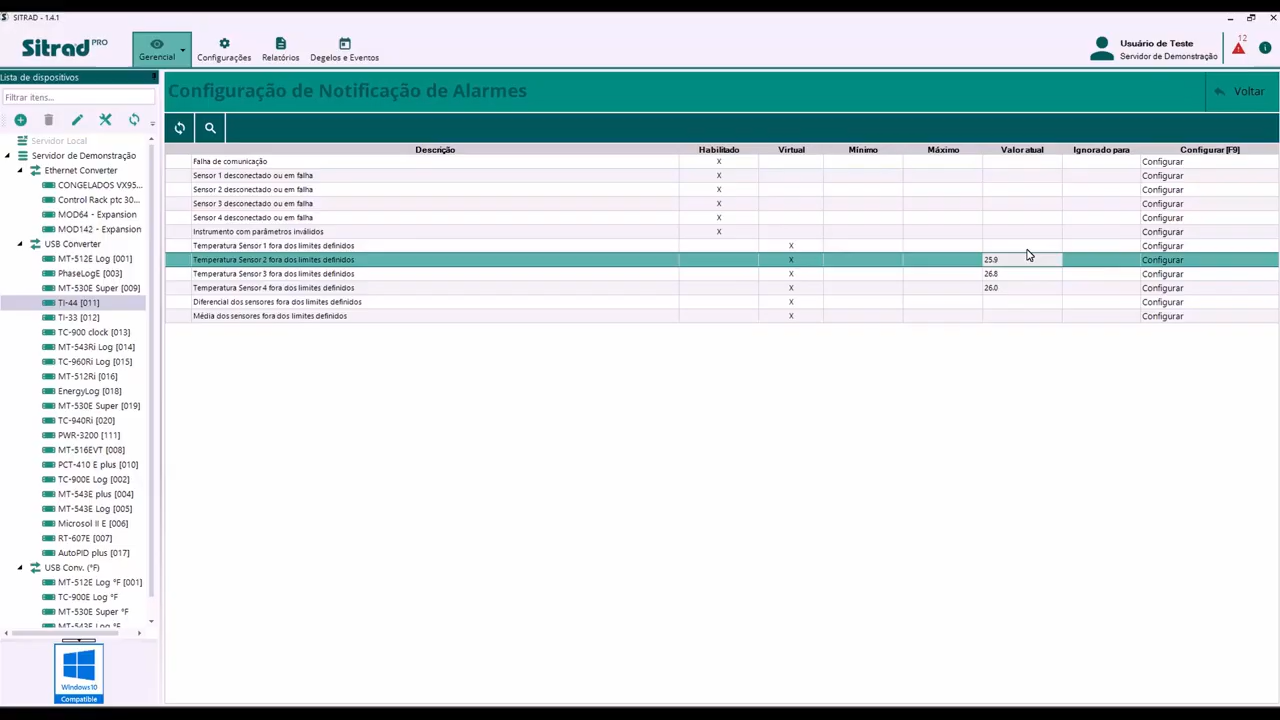 SITRAD - 1.4.1
Sitrad PRO
Gerencial
Configurações
Relatórios
Degelos e Eventos
Usuário de Teste
Servidor de Demonstração
12
Lista de dispositivos
Filtrar itens...
Servidor Local
Servidor de Demonstração
Ethernet Converter
CONGELADOS VX95...
Control Rack ptc 30...
MOD64 - Expansion
MOD142 - Expansion
USB Converter
MT-512E Log [001]
PhaseLogE [003]
MT-530E Super [009]
TI-44 [011]
TI-33 [012]
TC-900 clock [013]
MT-543Ri Log [014]
TC-960Ri Log [015]
MT-512Ri [016]
EnergyLog [018]
MT-530E Super [019]
TC-940Ri [020]
PWR-3200 [111]
MT-516EVT [008]
PCT-410 E plus [010]
TC-900E Log [002]
MT-543E plus [004]
MT-543E Log [005]
Microsol II E [006]
RT-607E [007]
AutoPID plus [017]
USB Conv. (°F)
MT-512E Log °F [001]
TC-900E Log °F
MT-530E Super °F
MT-543E Log °F
Windows10
Compatible
Configuração de Notificação de Alarmes
Voltar
Descrição Habilitado Virtual Mínimo Máximo Valor atual Ignorado para Configurar [F9]
Falha de comunicação X Configurar
Sensor 1 desconectado ou em falha X Configurar
Sensor 2 desconectado ou em falha X Configurar
Sensor 3 desconectado ou em falha X Configurar
Sensor 4 desconectado ou em falha X Configurar
Instrumento com parâmetros inválidos X Configurar
Temperatura Sensor 1 fora dos limites definidos X Configurar
Temperatura Sensor 2 fora dos limites definidos X 25.9 Configurar
Temperatura Sensor 3 fora dos limites definidos X 26.8 Configurar
Temperatura Sensor 4 fora dos limites definidos X 26.0 Configurar
Diferencial dos sensores fora dos limites definidos X Configurar
Média dos sensores fora dos limites definidos X Configurar